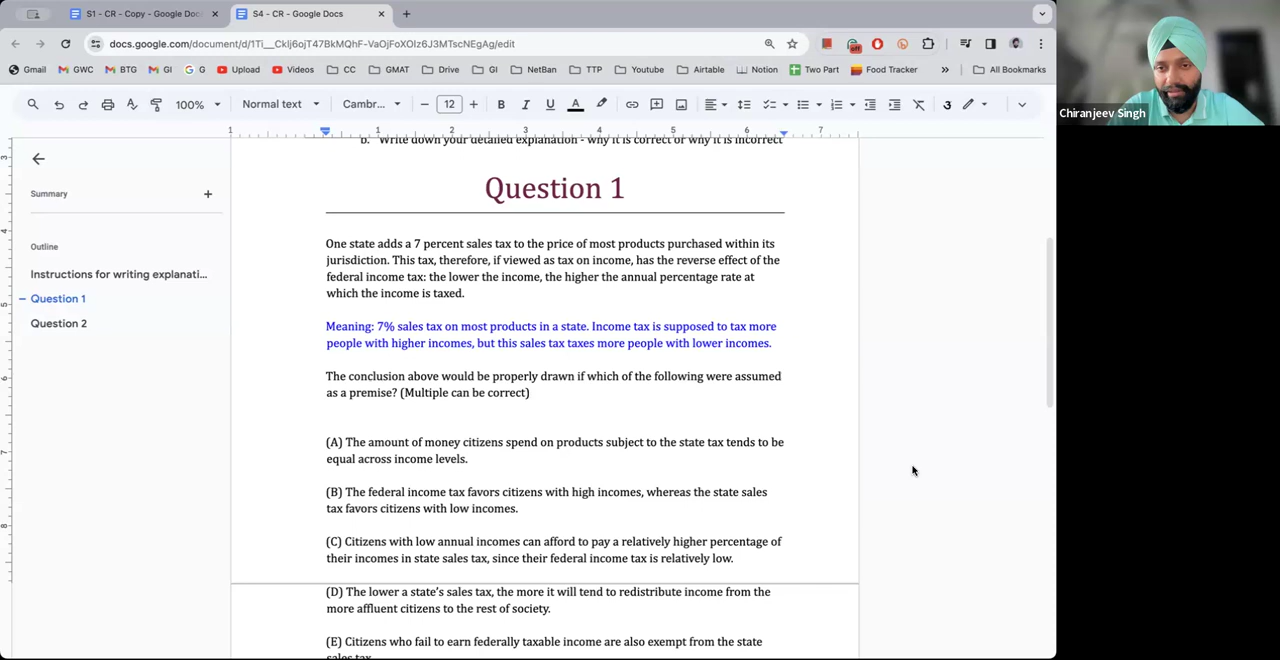 S1 - CR - Copy - Google Doc
S4 - CR - Google Docs
docs.google.com/document/d/1Ti__CkIj6ojT47BkMQhF-VaOjFoXOIz6J3MTscNEgAg/edit
Gmail GWC BTG GI G Upload Videos CC GMAT Drive GI NetBan TTP Youtube Airtable Notion Two Part Food Tracker » All Bookmarks
100% Normal text Cambr... 12 B I U A
1 1 2 3 4 5 6 7
b. Write down your detailed explanation - why it is correct or why it is incorrect
Summary
Outline
Instructions for writing explanati...
Question 1
Question 2
Question 1
One state adds a 7 percent sales tax to the price of most products purchased within its
jurisdiction. This tax, therefore, if viewed as tax on income, has the reverse effect of the
federal income tax: the lower the income, the higher the annual percentage rate at
which the income is taxed.
Meaning: 7% sales tax on most products in a state. Income tax is supposed to tax more
people with higher incomes, but this sales tax taxes more people with lower incomes.
The conclusion above would be properly drawn if which of the following were assumed
as a premise? (Multiple can be correct)
(A) The amount of money citizens spend on products subject to the state tax tends to be
equal across income levels.
(B) The federal income tax favors citizens with high incomes, whereas the state sales
tax favors citizens with low incomes.
(C) Citizens with low annual incomes can afford to pay a relatively higher percentage of
their incomes in state sales tax, since their federal income tax is relatively low.
(D) The lower a state's sales tax, the more it will tend to redistribute income from the
more affluent citizens to the rest of society.
(E) Citizens who fail to earn federally taxable income are also exempt from the state
sales tax.
Chiranjeev Singh